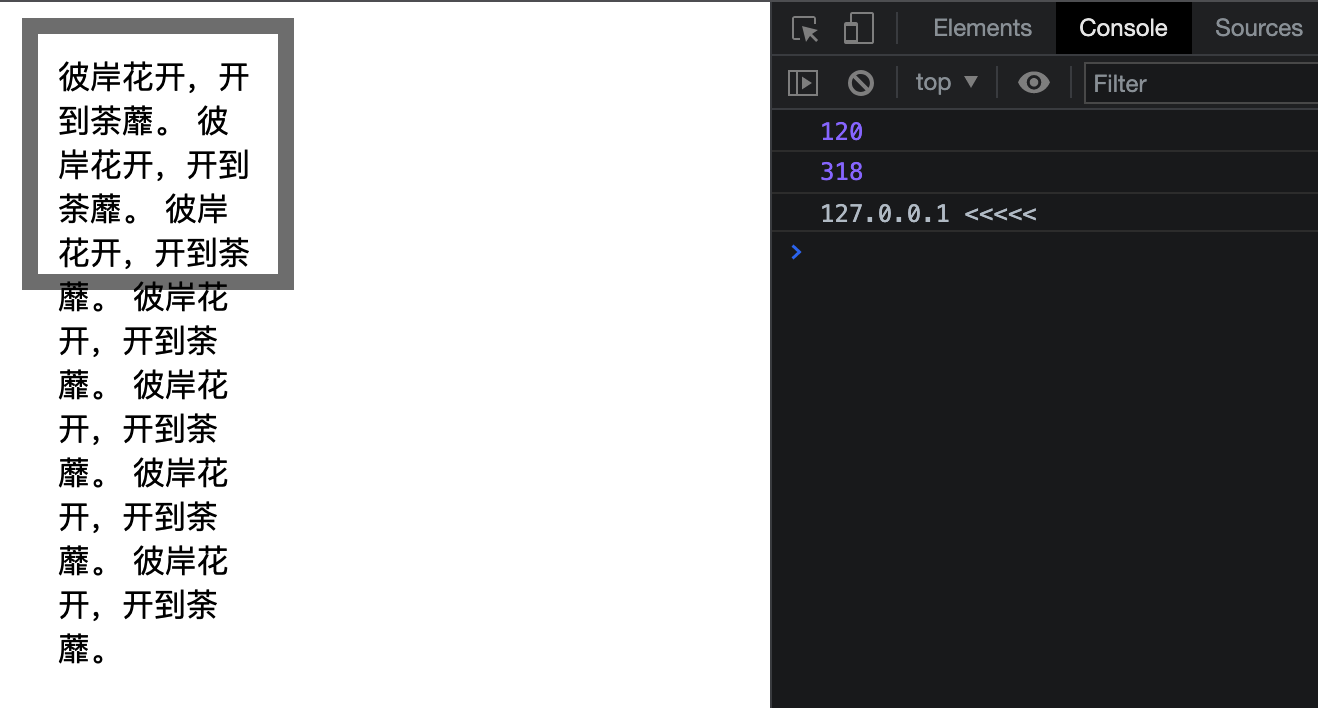 彼岸花开，开
到荼蘼。 彼
岸花开，开到
荼蘼。 彼岸
花开，开到荼
蘼。 彼岸花
开，开到荼
蘼。 彼岸花
开，开到荼
蘼。 彼岸花
开，开到荼
蘼。 彼岸花
开，开到荼
蘼。
Elements Console Sources
top Filter
120
318
127.0.0.1 <<<<<